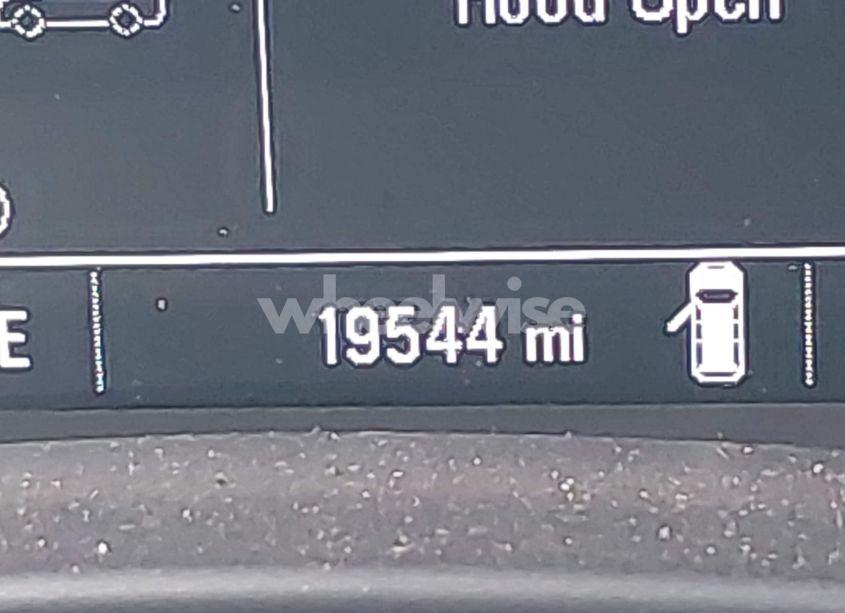 Hood Open
E
19544 mi
wheelwise